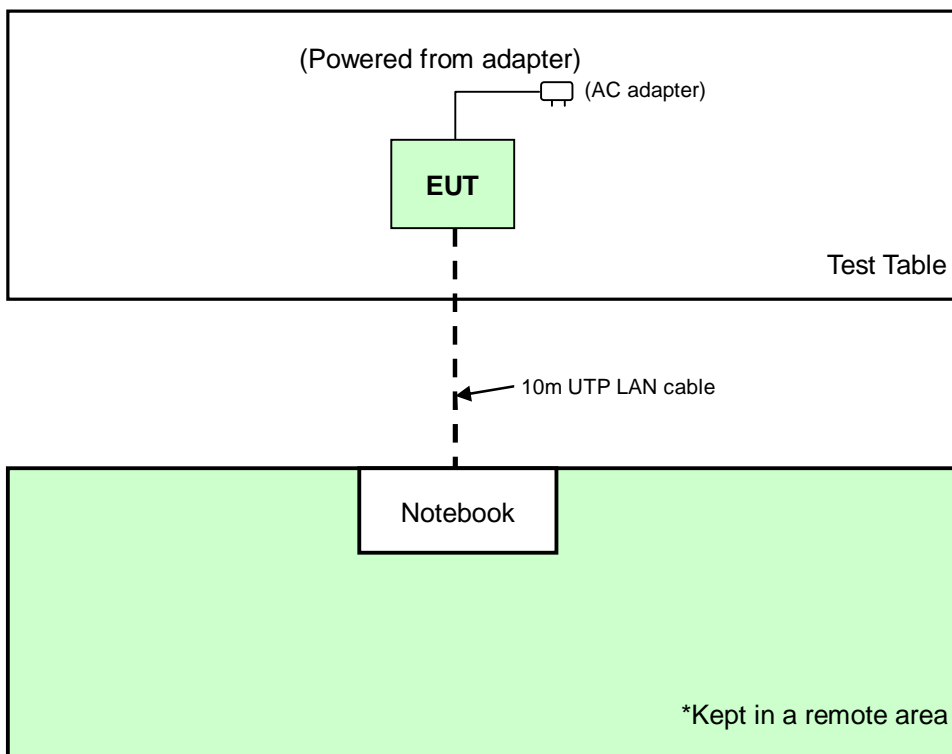 (Powered from adapter)
(AC adapter)
EUT
Test Table
10m UTP LAN cable
Notebook
*Kept in a remote area